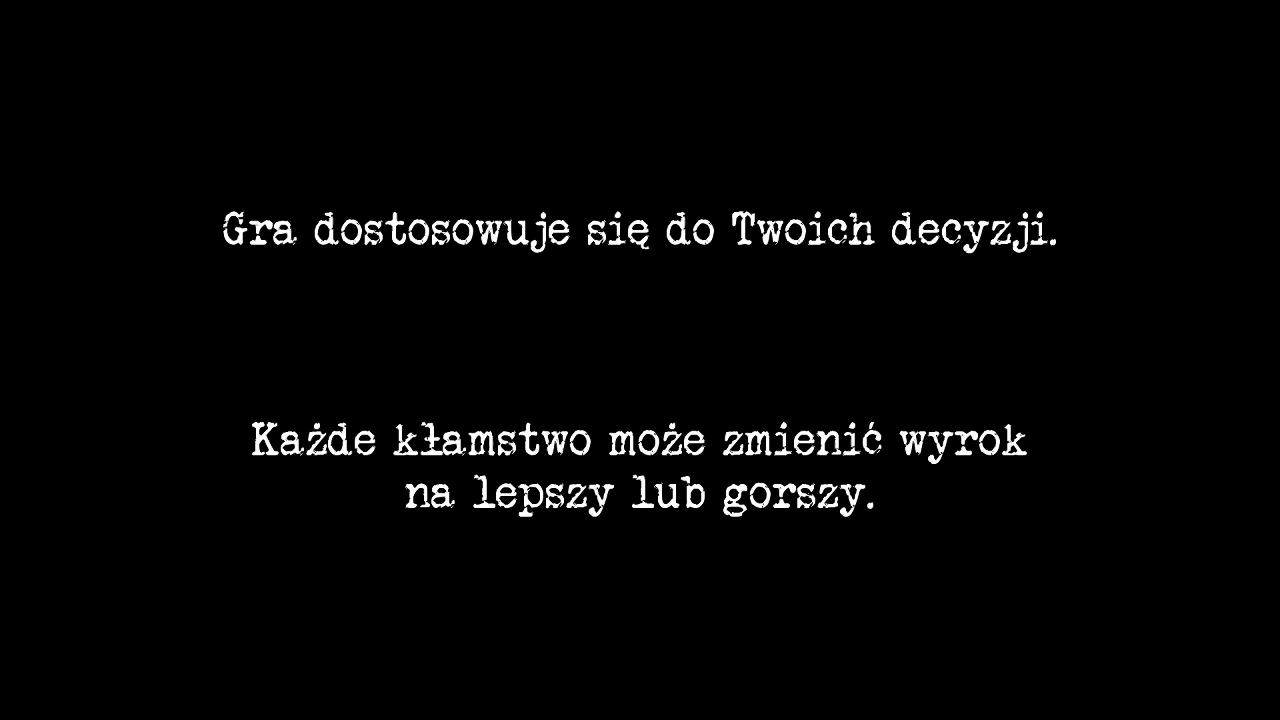 Gra dostosowuje się do Twoich decyzji.
Każde kłamstwo może zmienić wyrok
na lepszy lub gorszy.